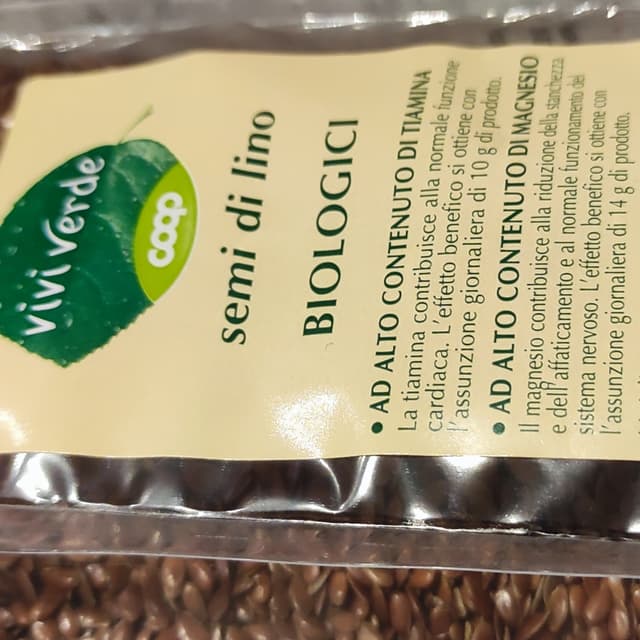 vivi verde
coop
semi di lino
BIOLOGICI
• AD ALTO CONTENUTO DI TIAMINA
La tiamina contribuisce alla normale funzione
cardiaca. L'effetto benefico si ottiene con
l'assunzione giornaliera di 10 g di prodotto.
• AD ALTO CONTENUTO DI MAGNESIO
Il magnesio contribuisce alla riduzione della stanchezza
e dell'affaticamento e al normale funzionamento del
sistema nervoso. L'effetto benefico si ottiene con
l'assunzione giornaliera di 14 g di prodotto.